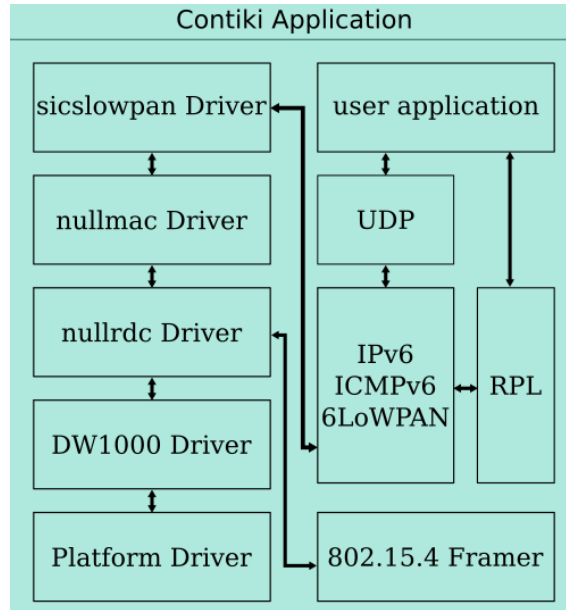 Contiki Application
sicslowpan Driver
user application
nullmac Driver
UDP
nullrdc Driver
IPv6
ICMPv6
6LoWPAN
RPL
DW1000 Driver
Platform Driver
802.15.4 Framer